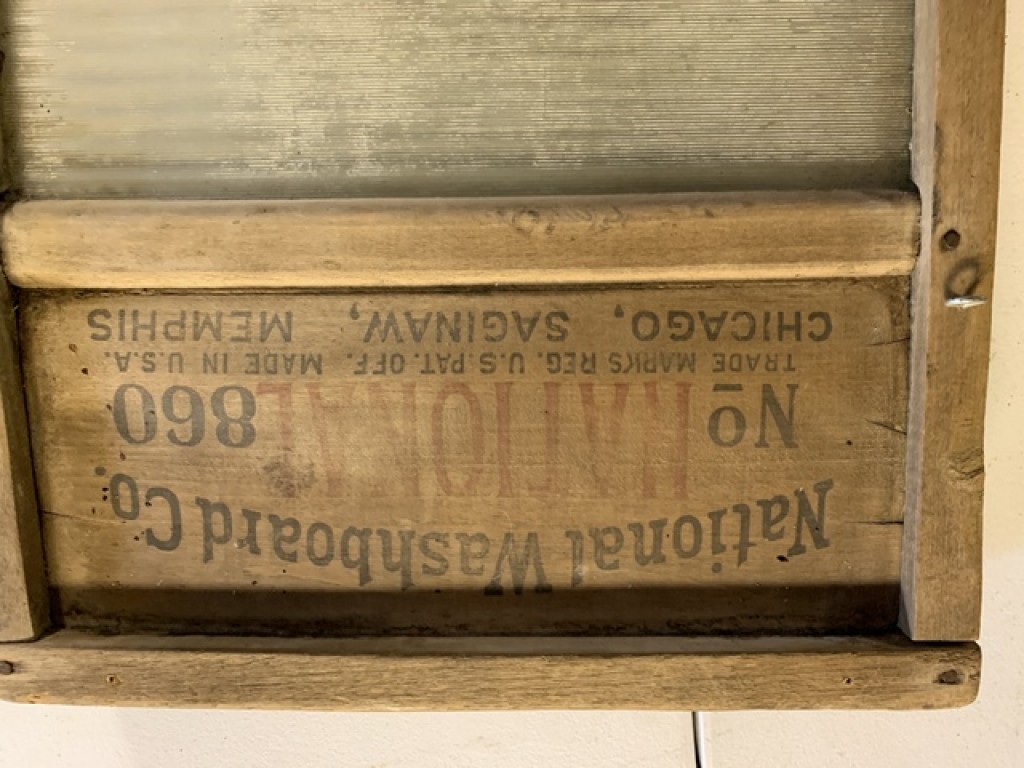 National Washboard Co.
No NATIONAL 860
TRADE MARKS REG. U.S. PAT. OFF. MADE IN U.S.A.
CHICAGO, SAGINAW, MEMPHIS